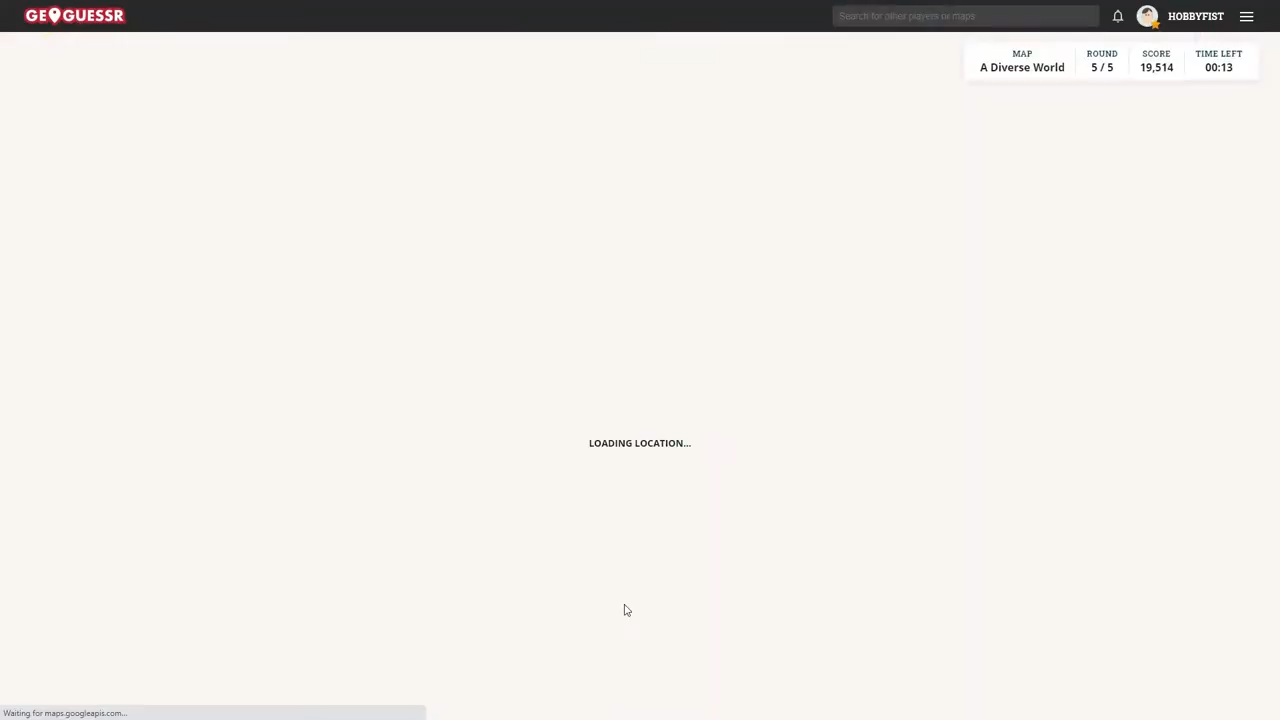 GEOGUESSR
Search for other players or maps
HOBBYFIST
MAP ROUND SCORE TIME LEFT
A Diverse World 5 / 5 19,514 00:13
LOADING LOCATION...
Waiting for maps.googleapis.com...